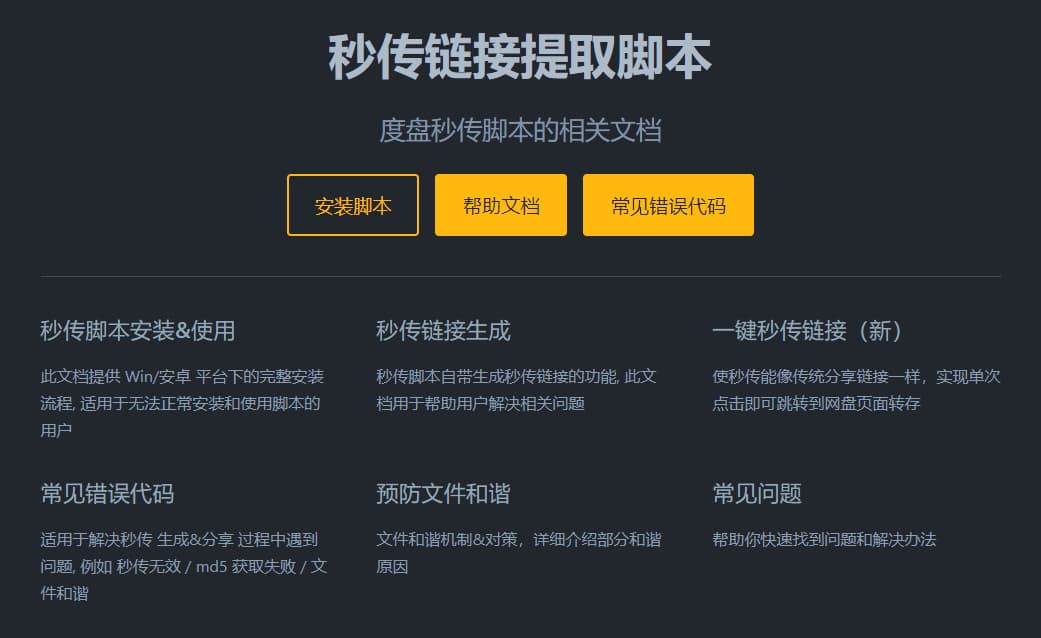 秒传链接提取脚本
度盘秒传脚本的相关文档
安装脚本
帮助文档
常见错误代码
秒传脚本安装&使用
此文档提供 Win/安卓 平台下的完整安装
流程, 适用于无法正常安装和使用脚本的
用户
秒传链接生成
秒传脚本自带生成秒传链接的功能, 此文
档用于帮助用户解决相关问题
一键秒传链接（新）
使秒传能像传统分享链接一样，实现单次
点击即可跳转到网盘页面转存
常见错误代码
适用于解决秒传 生成&分享 过程中遇到
问题, 例如 秒传无效 / md5 获取失败 / 文
件和谐
预防文件和谐
文件和谐机制&对策，详细介绍部分和谐
原因
常见问题
帮助你快速找到问题和解决办法